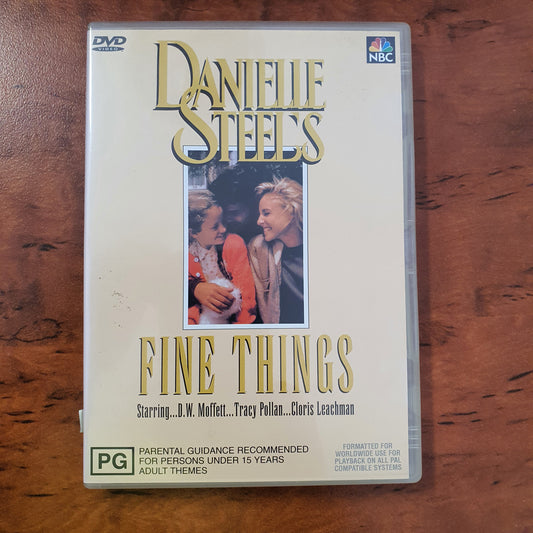 DVD
VIDEO
NBC
DANIELLE
STEEL'S
FINE THINGS
Starring...D.W. Moffett...Tracy Pollan...Cloris Leachman
PG
PARENTAL GUIDANCE RECOMMENDED
FOR PERSONS UNDER 15 YEARS
ADULT THEMES
FORMATTED FOR
WORLDWIDE USE FOR
PLAYBACK ON ALL PAL
COMPATIBLE SYSTEMS